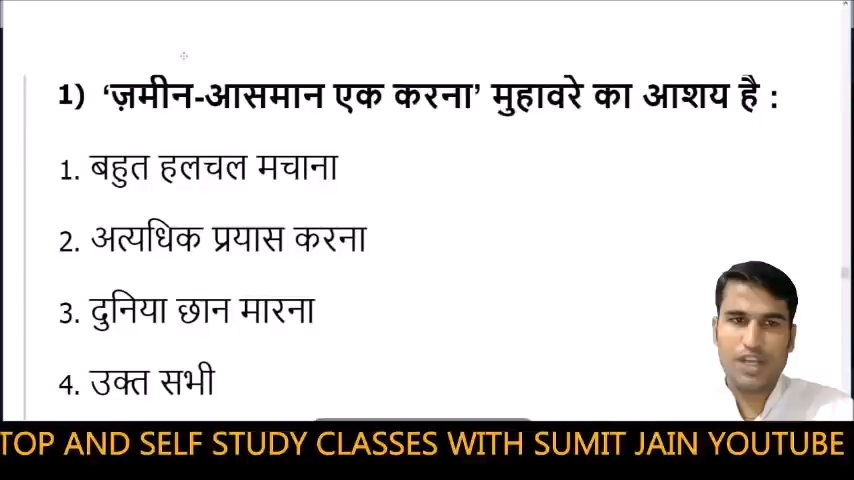 1) ‘ज़मीन-आसमान एक करना’ मुहावरे का आशय है :
1. बहुत हलचल मचाना
2. अत्यधिक प्रयास करना
3. दुनिया छान मारना
4. उक्त सभी
TOP AND SELF STUDY CLASSES WITH SUMIT JAIN YOUTUBE